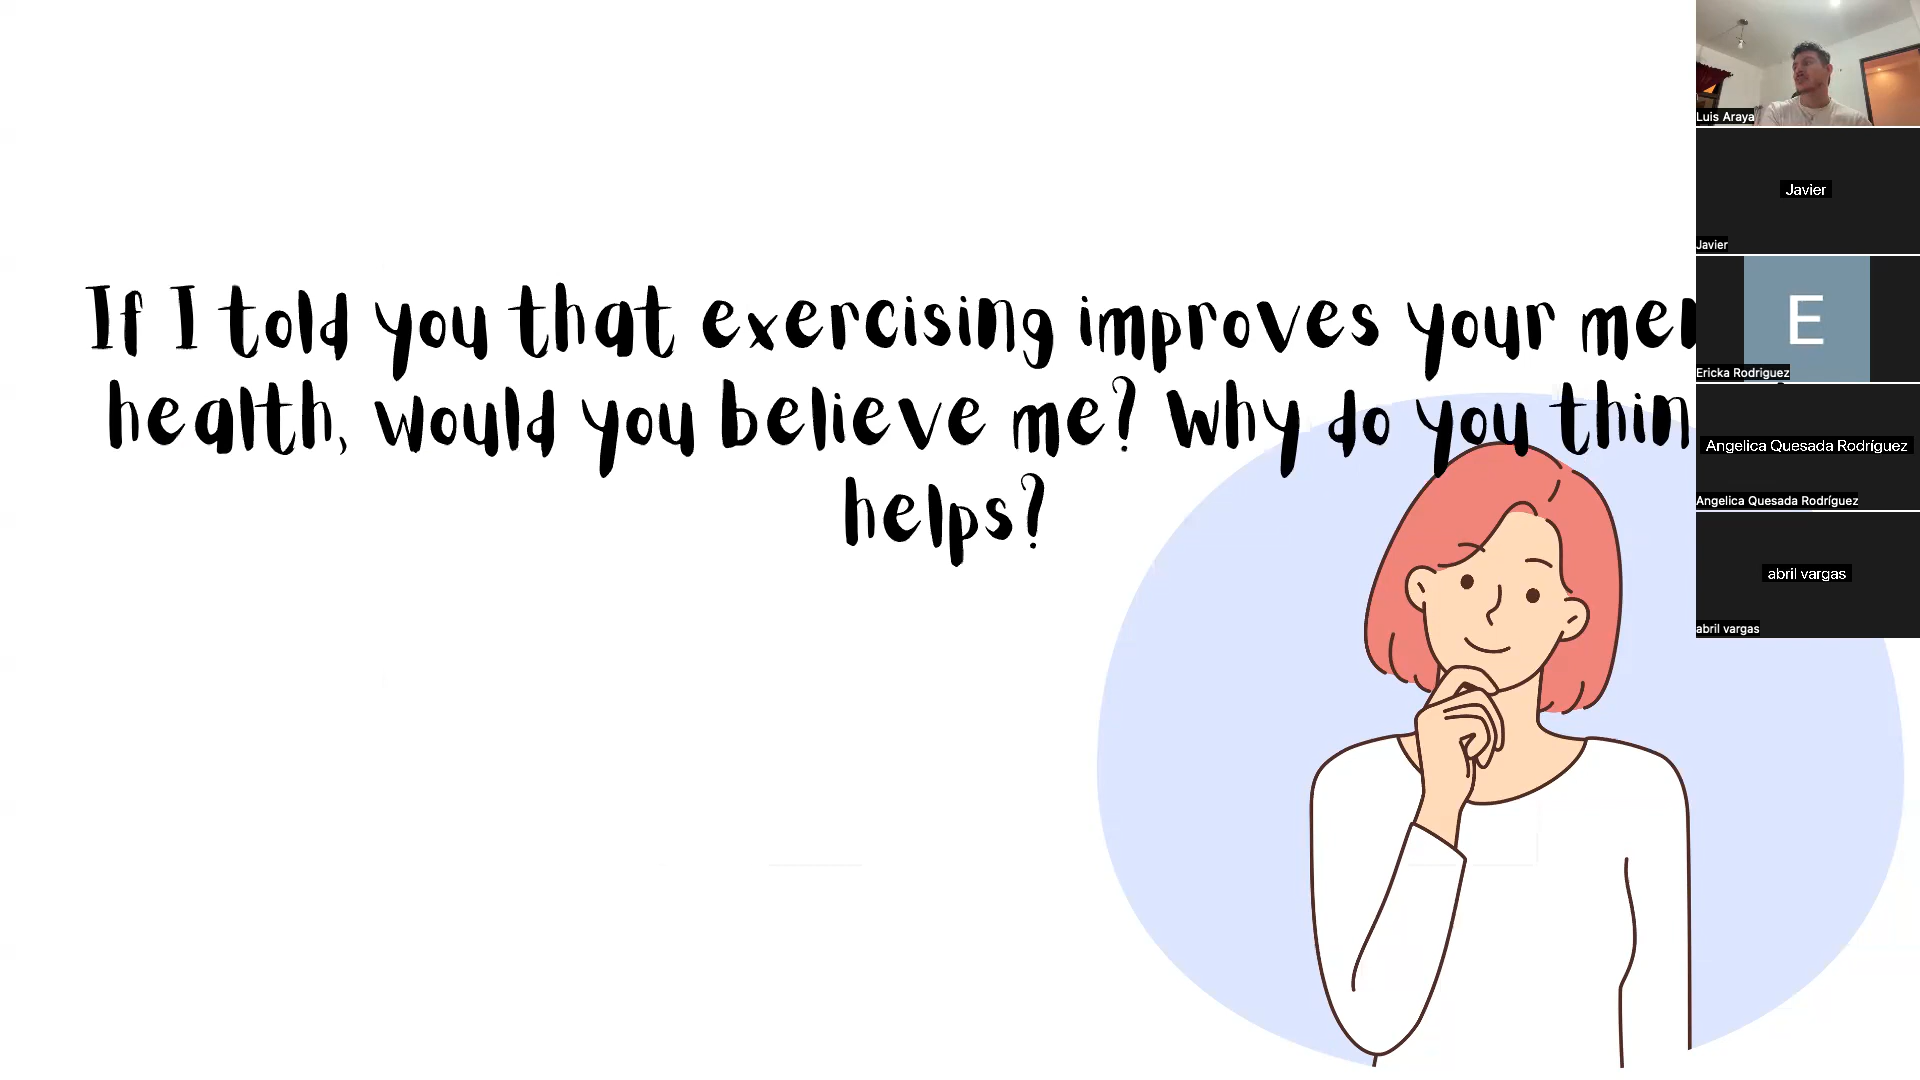 If I told you that exercising improves your
health, would you believe me? Why do you
helps?
Luis Araya
Javier
Javier
E
Ericka Rodriguez
Angelica Quesada Rodríguez
Angelica Quesada Rodríguez
abril vargas
abril vargas